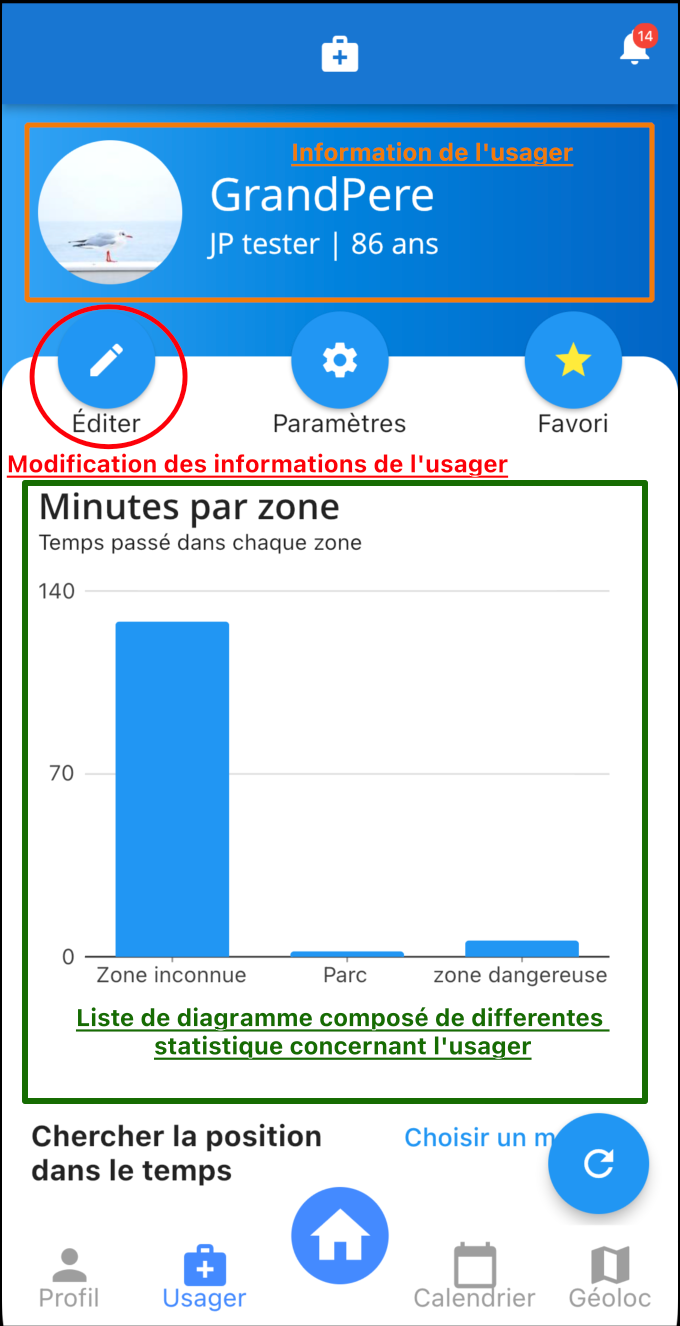 14
Information de l'usager
GrandPere
JP tester | 86 ans
Éditer
Paramètres
Favori
Modification des informations de l'usager
Minutes par zone
Temps passé dans chaque zone
140
70
0
Zone inconnue
Parc
zone dangereuse
Liste de diagramme composé de differentes
statistique concernant l'usager
Chercher la position
dans le temps
Choisir un m
Profil
Usager
Calendrier
Géoloc